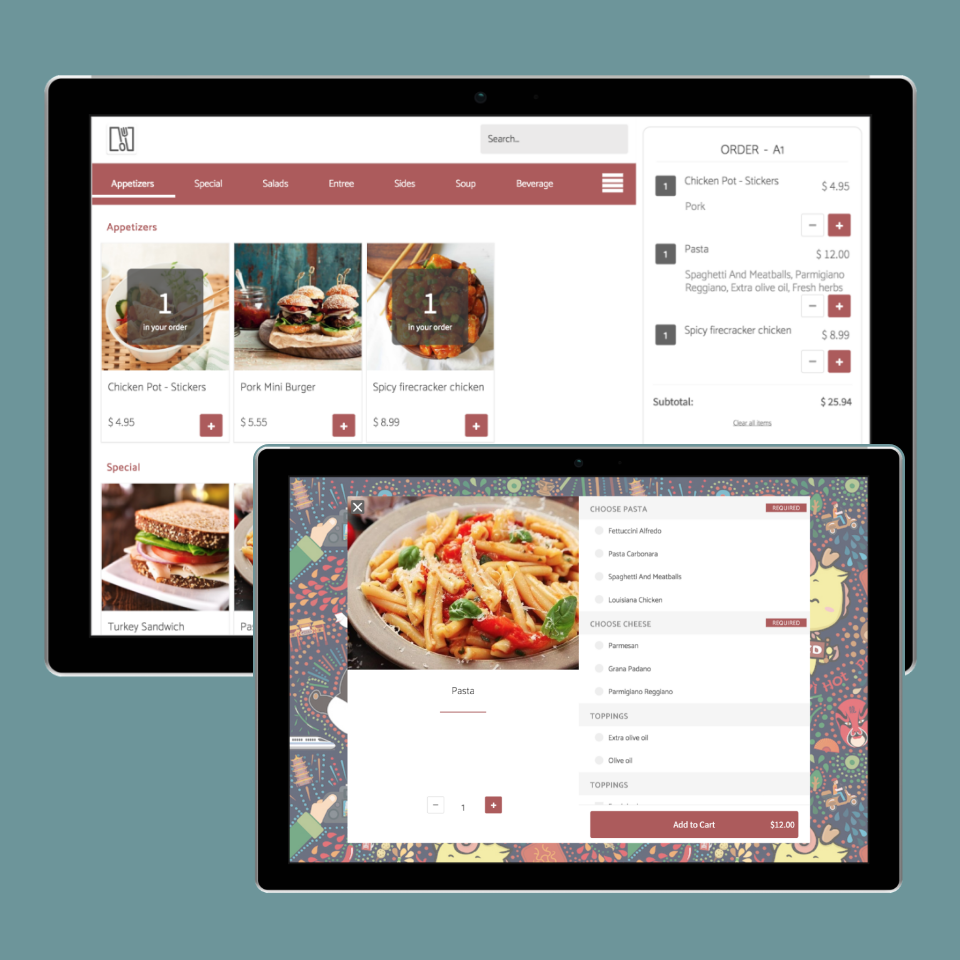 Search..
Appetizers
Special
Salads
Entree
Sides
Soup
Beverage
Appetizers
1
in your order
1
in your order
Chicken Pot - Stickers
Pork Mini Burger
Spicy firecracker chicken
$ 4.95
+
$ 5.55
+
$ 8.99
+
Special
Turkey Sandwich
ORDER - A1
1
Chicken Pot - Stickers
$ 4.95
Pork
− +
1
Pasta
$ 12.00
Spaghetti And Meatballs, Parmigiano
Reggiano, Extra olive oil, Fresh herbs
− +
1
Spicy firecracker chicken
$ 8.99
− +
Subtotal:
$ 25.94
Clear all items
Pasta
− 1 +
CHOOSE PASTA
REQUIRED
Fettuccini Alfredo
Pasta Carbonara
Spaghetti And Meatballs
Louisiana Chicken
CHOOSE CHEESE
REQUIRED
Parmesan
Grana Padano
Parmigiano Reggiano
TOPPINGS
Extra olive oil
Olive oil
TOPPINGS
Add to Cart
$12.00
HOT